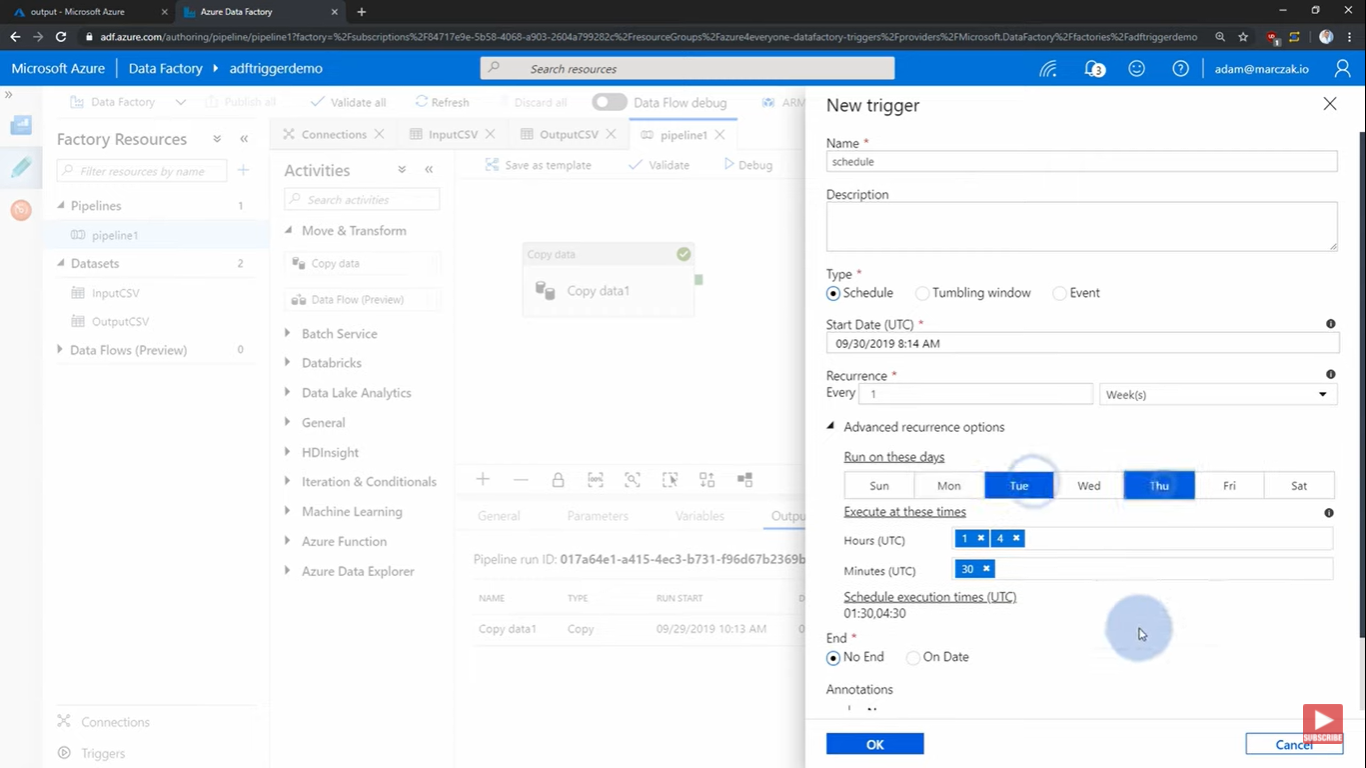 output - Microsoft Azure
Azure Data Factory
adf.azure.com/authoring/pipeline/pipeline1?factory=%2Fsubscriptions%2F84717e9e-5b58-4068-a903-2604a799282c%2FresourceGroups%2Fazure4everyone-datafactory-triggers%2Fproviders%2FMicrosoft.DataFactory%2Ffactories%2Fadftriggerdemo
Microsoft Azure
Data Factory
adftriggerdemo
Search resources
3
adam@marczak.io
Data Factory
Publish all
Validate all
Refresh
Discard all
Data Flow debug
ARM
Factory Resources
Filter resources by name
Pipelines 1
pipeline1
Datasets 2
InputCSV
OutputCSV
Data Flows (Preview) 0
Connections
Triggers
Connections
InputCSV
OutputCSV
pipeline1
Activities
Search activities
Move & Transform
Copy data
Data Flow (Preview)
Batch Service
Databricks
Data Lake Analytics
General
HDInsight
Iteration & Conditionals
Machine Learning
Azure Function
Azure Data Explorer
Save as template
Validate
Debug
Copy data
Copy data1
100%
General
Parameters
Variables
Outpu
Pipeline run ID: 017a64e1-a415-4ec3-b731-f96d67b2369b
NAME TYPE RUN START D
Copy data1 Copy 09/29/2019 10:13 AM
New trigger
Name *
schedule
Description
Type *
Schedule
Tumbling window
Event
Start Date (UTC) *
09/30/2019 8:14 AM
Recurrence *
Every 1 Week(s)
Advanced recurrence options
Run on these days
Sun Mon Tue Wed Thu Fri Sat
Execute at these times
Hours (UTC) 1 4
Minutes (UTC) 30
Schedule execution times (UTC)
01:30,04:30
End *
No End
On Date
Annotations
OK
Cancel
SUBSCRIBE